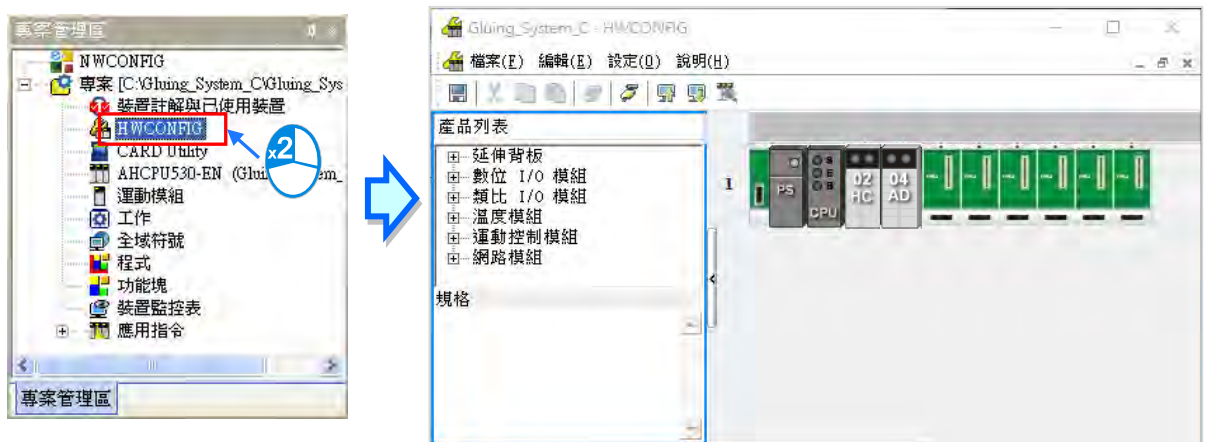 專案管理區
NWCONFIG
專案 [C:\Gluing_System_C\Gluing_Sys
裝置註解與已使用裝置
HWCONFIG
x2
CARD Utility
AHCPU530-EN
運動模組
工作
全域符號
程式
功能塊
裝置監控表
應用指令
專案管理區
Gluing_System_C - HWCONFIG
檔案(F) 編輯(E) 設定(O) 說明(H)
產品列表
延伸背板
數位 I/O 模組
類比 I/O 模組
溫度模組
運動控制模組
網路模組
規格
1
PS
CPU
02
HC
04
AD